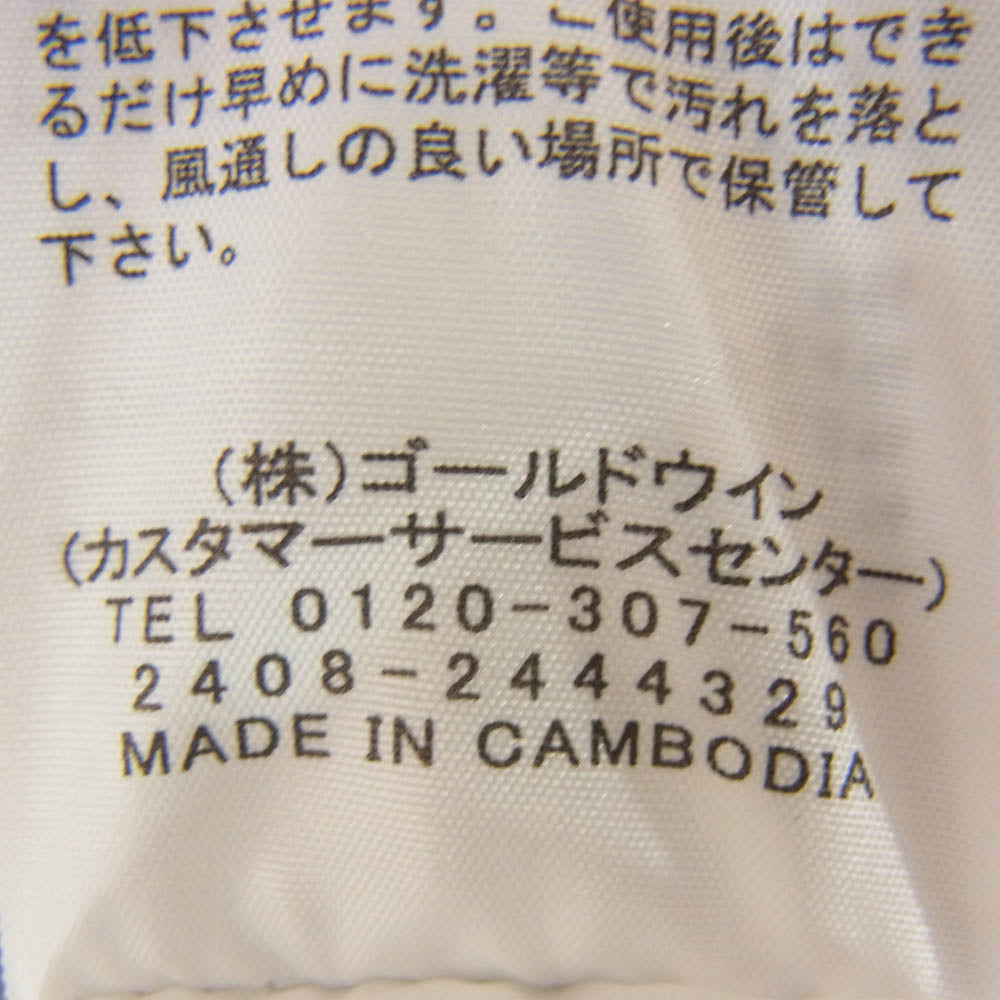 を低下させます。ご使用後はでき
るだけ早めに洗濯等で汚れを落と
し、風通しの良い場所で保管して
下さい。
(株)ゴールドウイン
(カスタマーサービスセンター)
TEL 0120-307-560
2408-2444329
MADE IN CAMBODIA